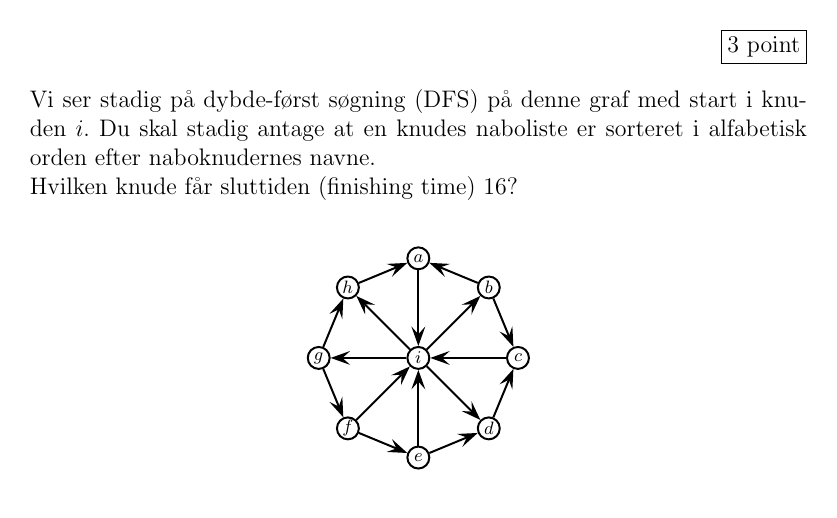 3 point
Vi ser stadig på dybde-først søgning (DFS) på denne graf med start i knu-
den i. Du skal stadig antage at en knudes naboliste er sorteret i alfabetisk
orden efter naboknudernes navne.
Hvilken knude får sluttiden (finishing time) 16?
a
h b
g i c
f d
e